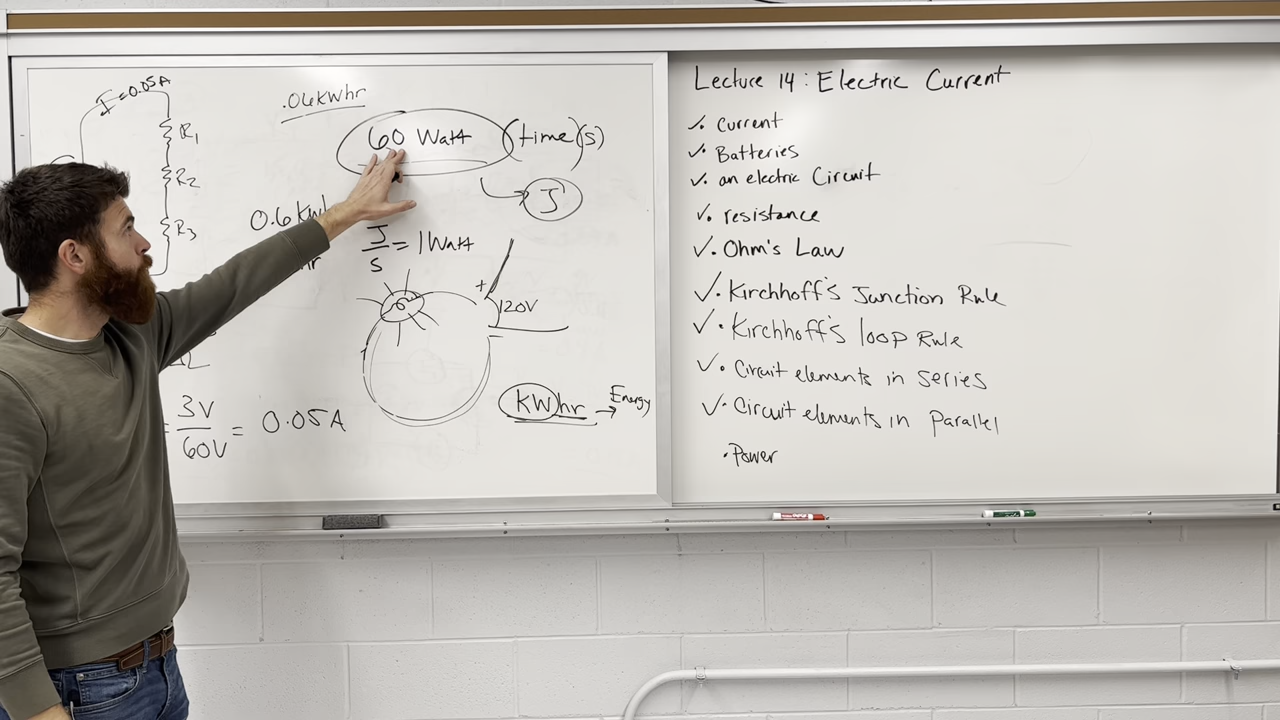 I = 0.05A
R1
R2
R3
.06 KWhr
60 Watt (time)(s)
J
0.6 KWh
J/s = 1 Watt
+
120V
KWhr → Energy
= 3V/60V = 0.05A
Lecture 14: Electric Current
✓• Current
✓• Batteries
✓• an electric Circuit
✓• resistance
✓• Ohm's Law
✓• Kirchhoff's Junction Rule
✓• Kirchhoff's loop Rule
✓• Circuit elements in series
✓• Circuit elements in Parallel
• Power